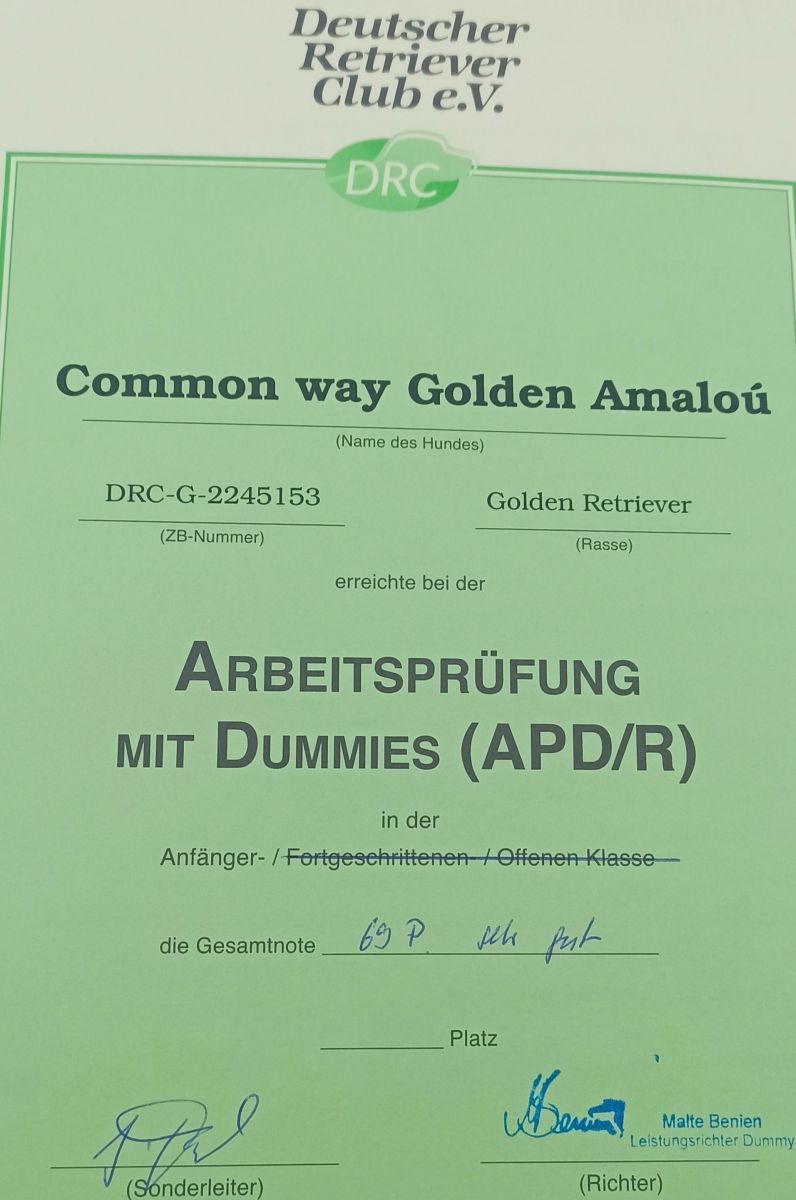 Deutscher
Retriever
Club e.V.
DRC
Common way Golden Amaloú
(Name des Hundes)
DRC-G-2245153 Golden Retriever
(ZB-Nummer) (Rasse)
erreichte bei der
ARBEITSPRÜFUNG
MIT DUMMIES (APD/R)
in der
Anfänger- / Fortgeschrittenen- / Offenen Klasse
die Gesamtnote 69 P. sehr gut
Platz
Benien
Malte Benien
Leistungsrichter Dummy
(Sonderleiter) (Richter)